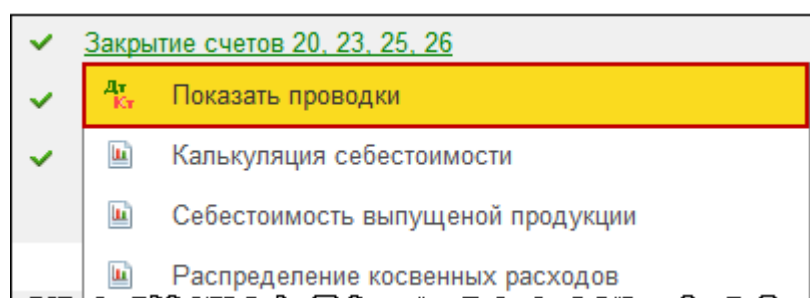 Закрытие счетов 20, 23, 25, 26
Дт Кт Показать проводки
Калькуляция себестоимости
Себестоимость выпущеной продукции
Распределение косвенных расходов